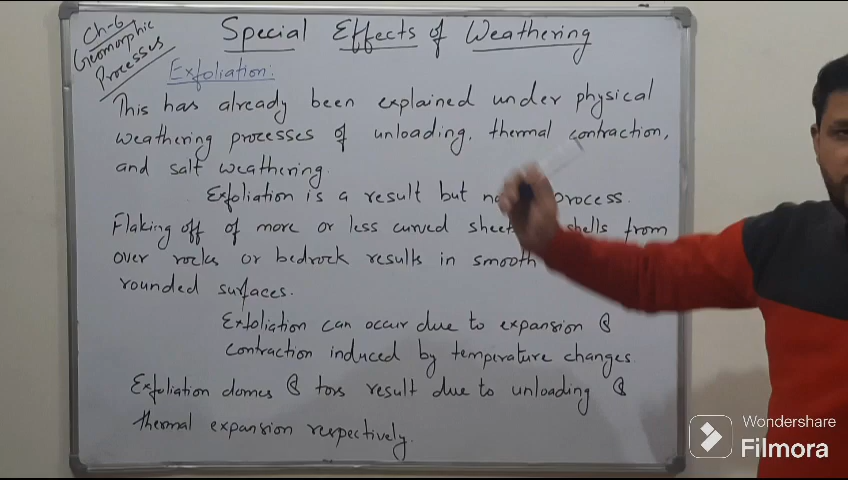 Ch-6
Geomorphic
Processes
Special Effects of Weathering
Exfoliation:
This has already been explained under physical
weathering processes of unloading, thermal contraction,
and salt weathering.
Exfoliation is a result but process.
Flaking off of more or less curved shells from
over rocks or bedrock results in smooth
rounded surfaces.
Exfoliation can occur due to expansion &
contraction induced by temperature changes.
Exfoliation domes & tors result due to unloading &
thermal expansion respectively.
Wondershare
Filmora